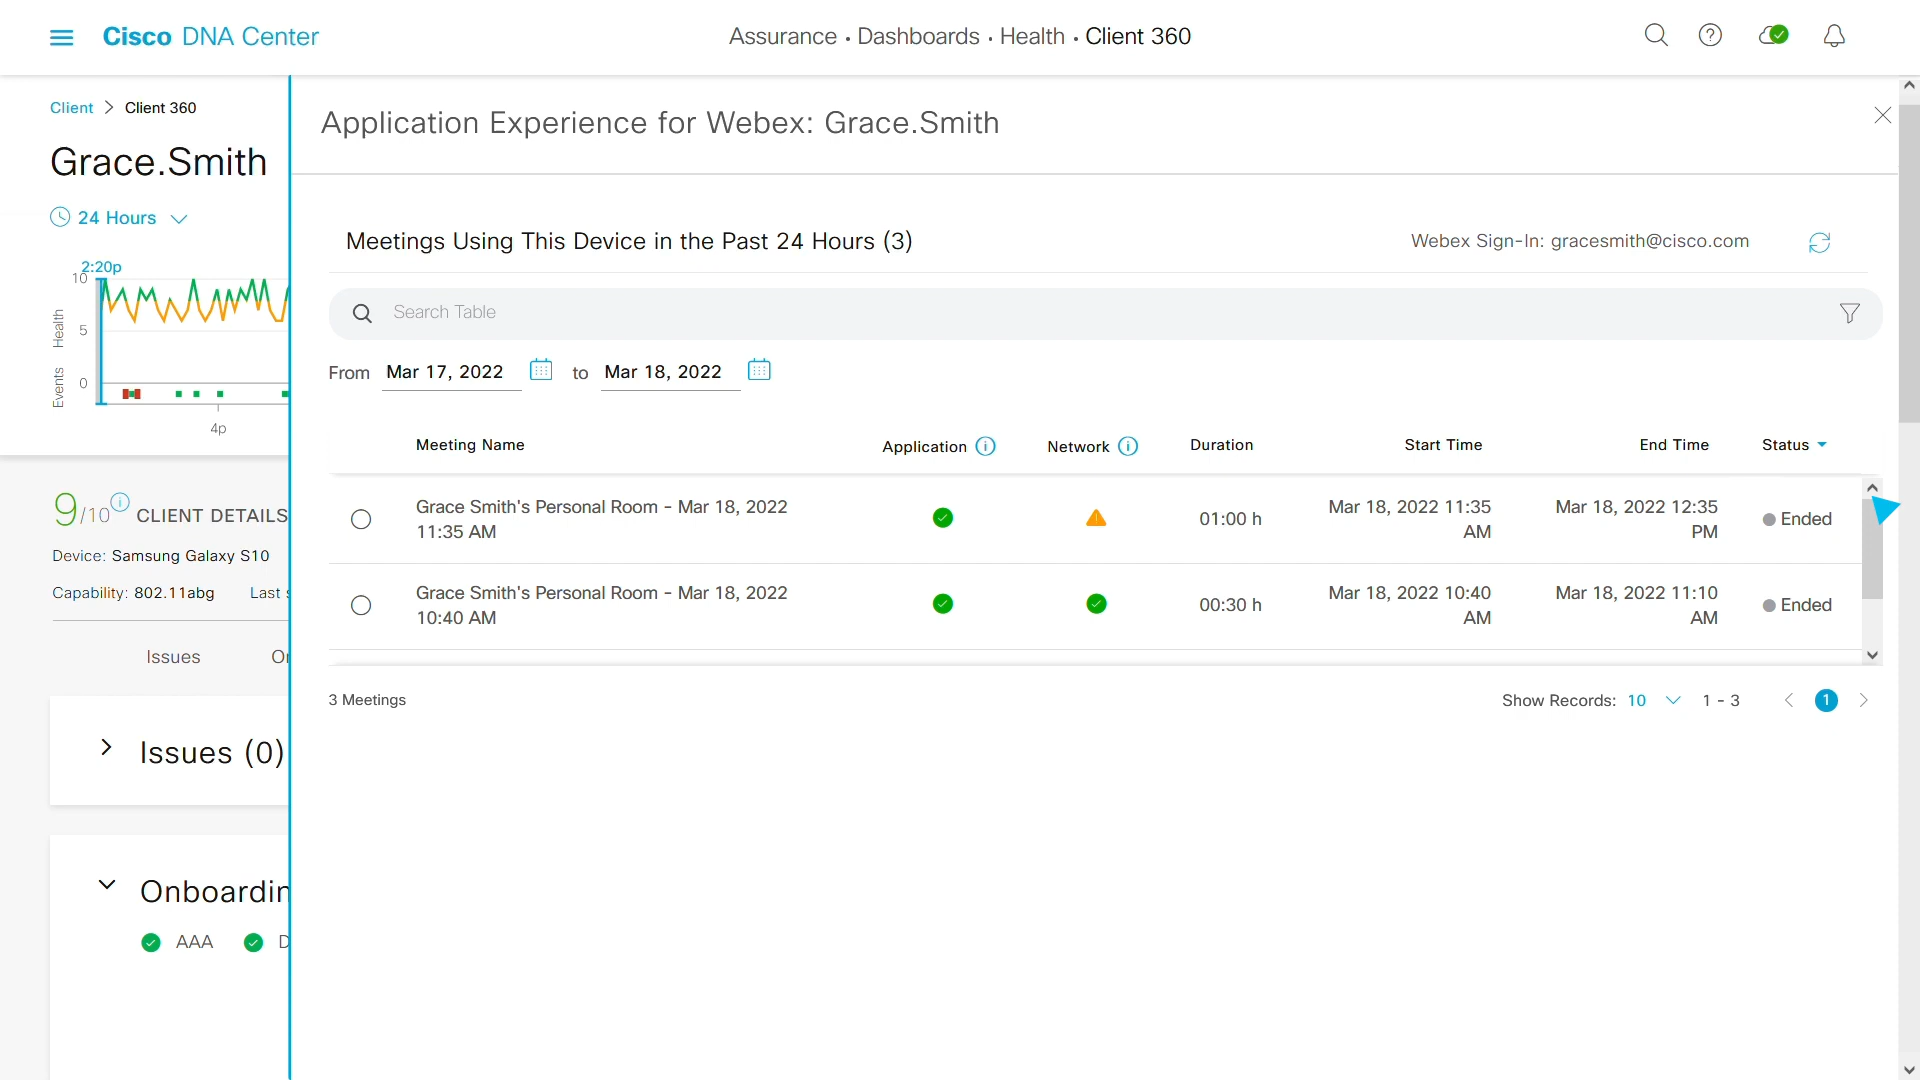 Cisco DNA Center
Assurance · Dashboards · Health · Client 360
Client > Client 360
Grace.Smith
24 Hours
2:20p
10
5
0
Health
Events
4p
9/10 CLIENT DETAILS
Device: Samsung Galaxy S10
Capability: 802.11abg Last
Issues
Issues (0)
Onboardin
AAA
Application Experience for Webex: Grace.Smith
Meetings Using This Device in the Past 24 Hours (3)
Webex Sign-In: gracesmith@cisco.com
Search Table
From Mar 17, 2022 to Mar 18, 2022
Meeting Name Application Network Duration Start Time End Time Status
Grace Smith's Personal Room - Mar 18, 2022 11:35 AM 01:00 h Mar 18, 2022 11:35 AM Mar 18, 2022 12:35 PM Ended
Grace Smith's Personal Room - Mar 18, 2022 10:40 AM 00:30 h Mar 18, 2022 10:40 AM Mar 18, 2022 11:10 AM Ended
3 Meetings
Show Records: 10 1 - 3 1